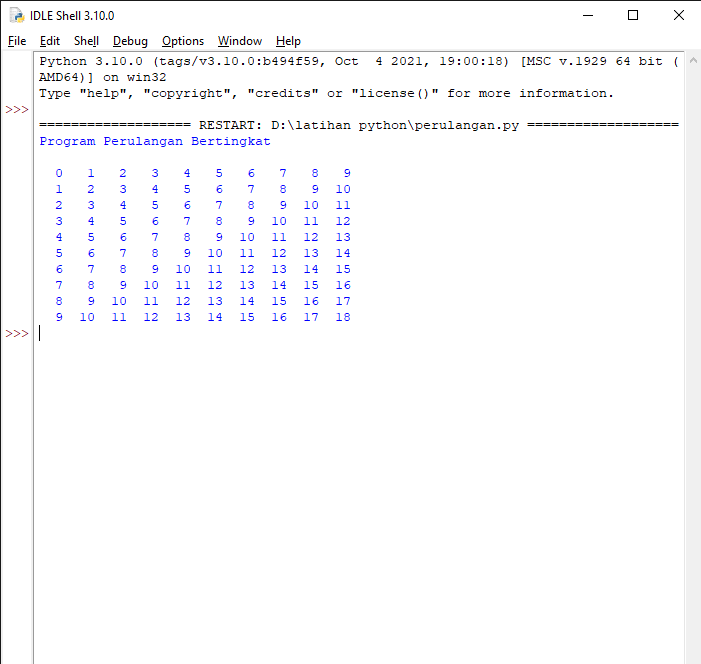 IDLE Shell 3.10.0
File Edit Shell Debug Options Window Help
Python 3.10.0 (tags/v3.10.0:b494f59, Oct  4 2021, 19:00:18) [MSC v.1929 64 bit (
AMD64)] on win32
Type "help", "copyright", "credits" or "license()" for more information.
>>>
=================== RESTART: D:\latihan python\perulangan.py ===================
Program Perulangan Bertingkat
0 1 2 3 4 5 6 7 8 9
1 2 3 4 5 6 7 8 9 10
2 3 4 5 6 7 8 9 10 11
3 4 5 6 7 8 9 10 11 12
4 5 6 7 8 9 10 11 12 13
5 6 7 8 9 10 11 12 13 14
6 7 8 9 10 11 12 13 14 15
7 8 9 10 11 12 13 14 15 16
8 9 10 11 12 13 14 15 16 17
9 10 11 12 13 14 15 16 17 18
>>>